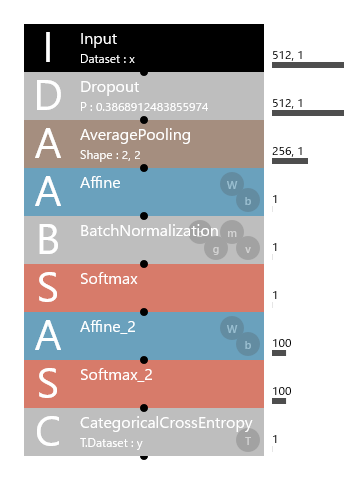 I Input
Dataset : x
512, 1
D Dropout
P : 0.3868912483855974
512, 1
A AveragePooling
Shape : 2, 2
256, 1
A Affine
W
b
1
B BatchNormalization
m
g v
1
S Softmax
1
A Affine_2
W
b
100
S Softmax_2
100
C CategoricalCrossEntropy
T.Dataset : y
T
1